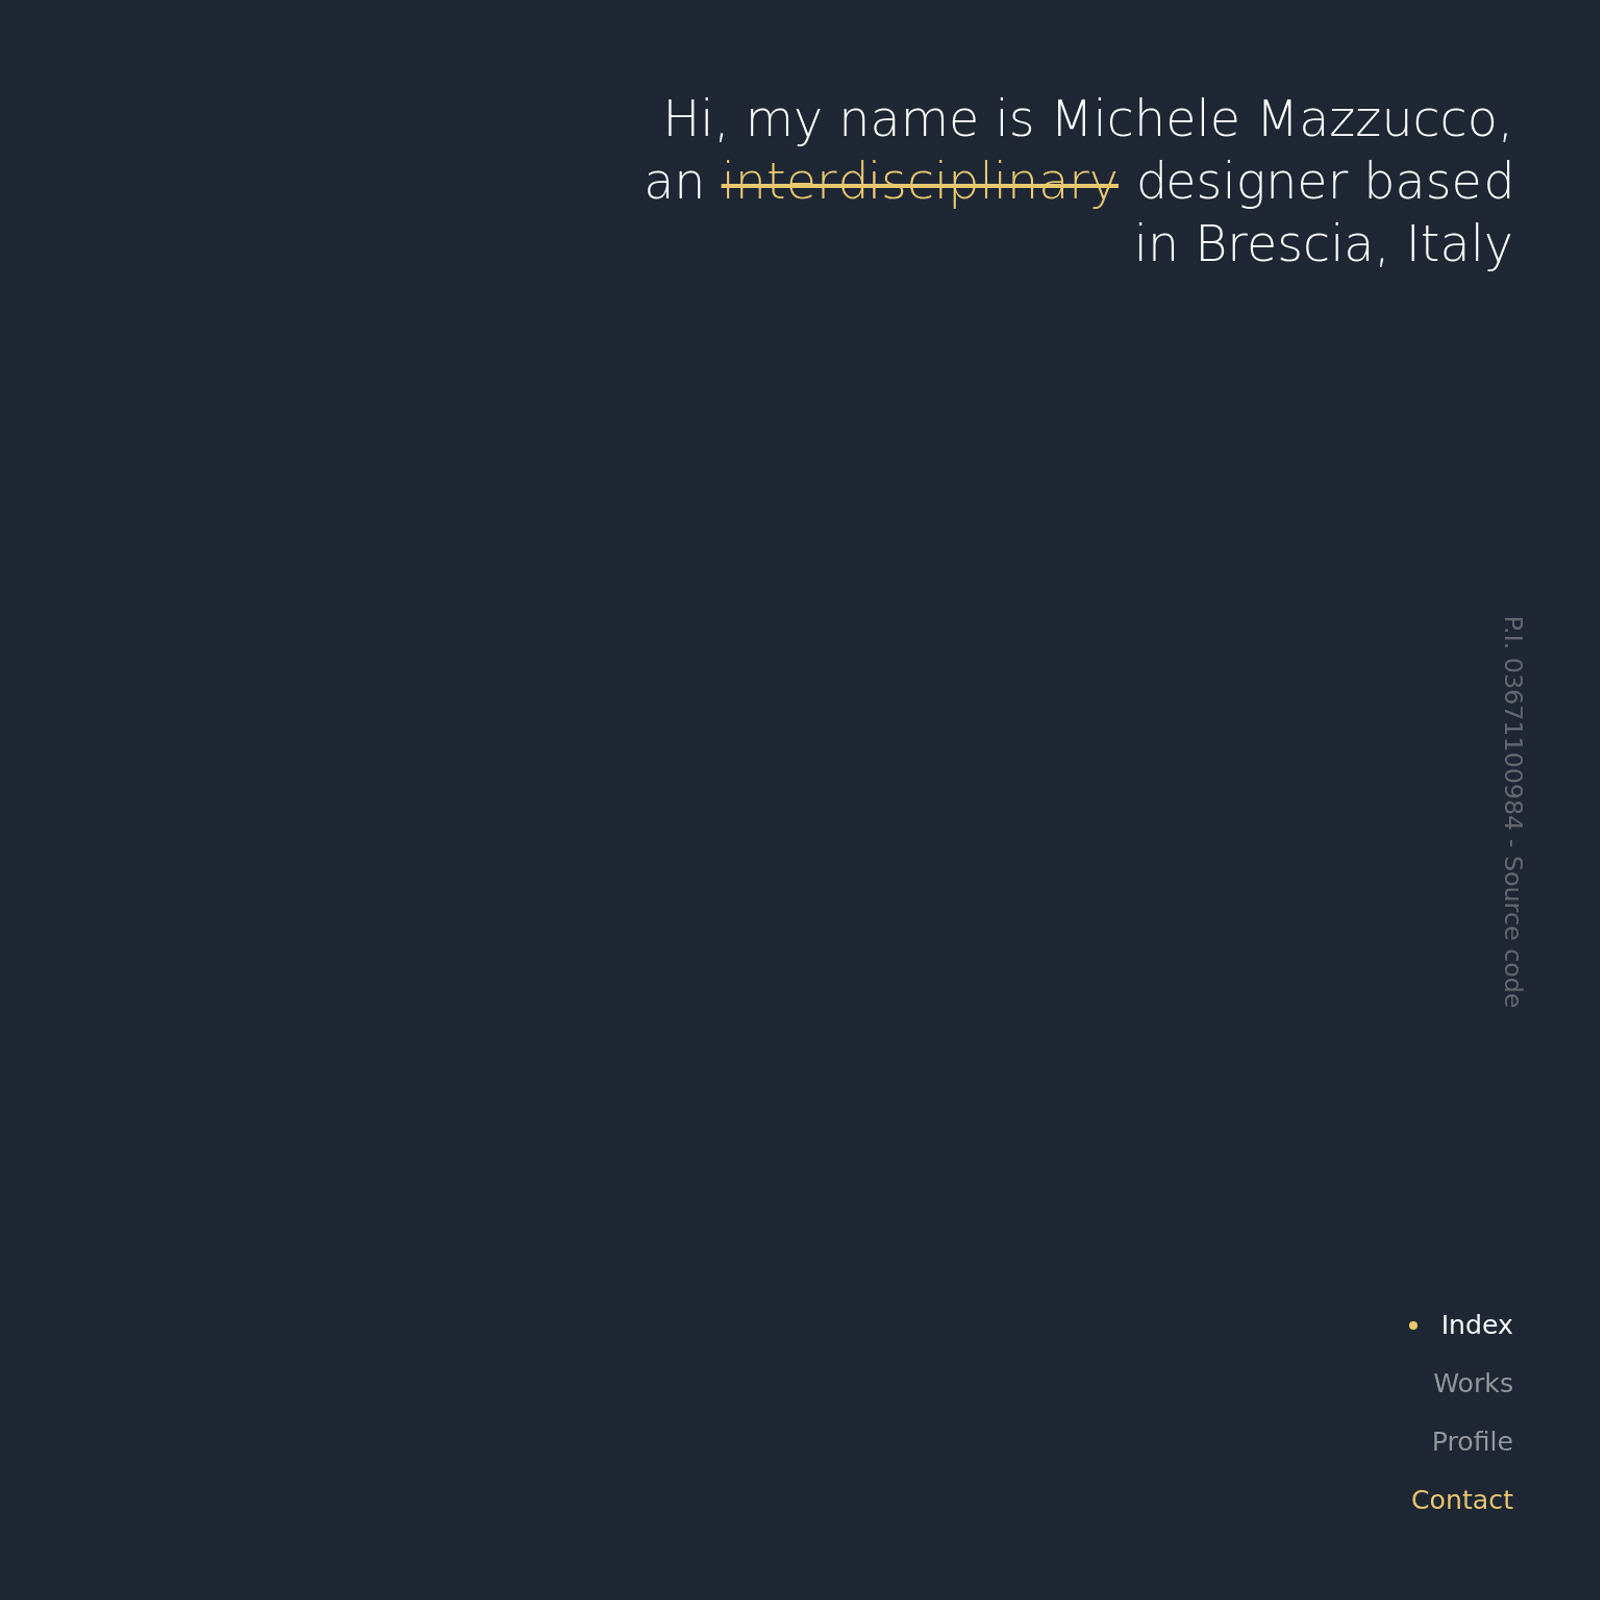 Hi, my name is Michele Mazzucco,
an interdisciplinary designer based
in Brescia, Italy
P.I. 03671100984 - Source code
Index
Works
Profile
Contact